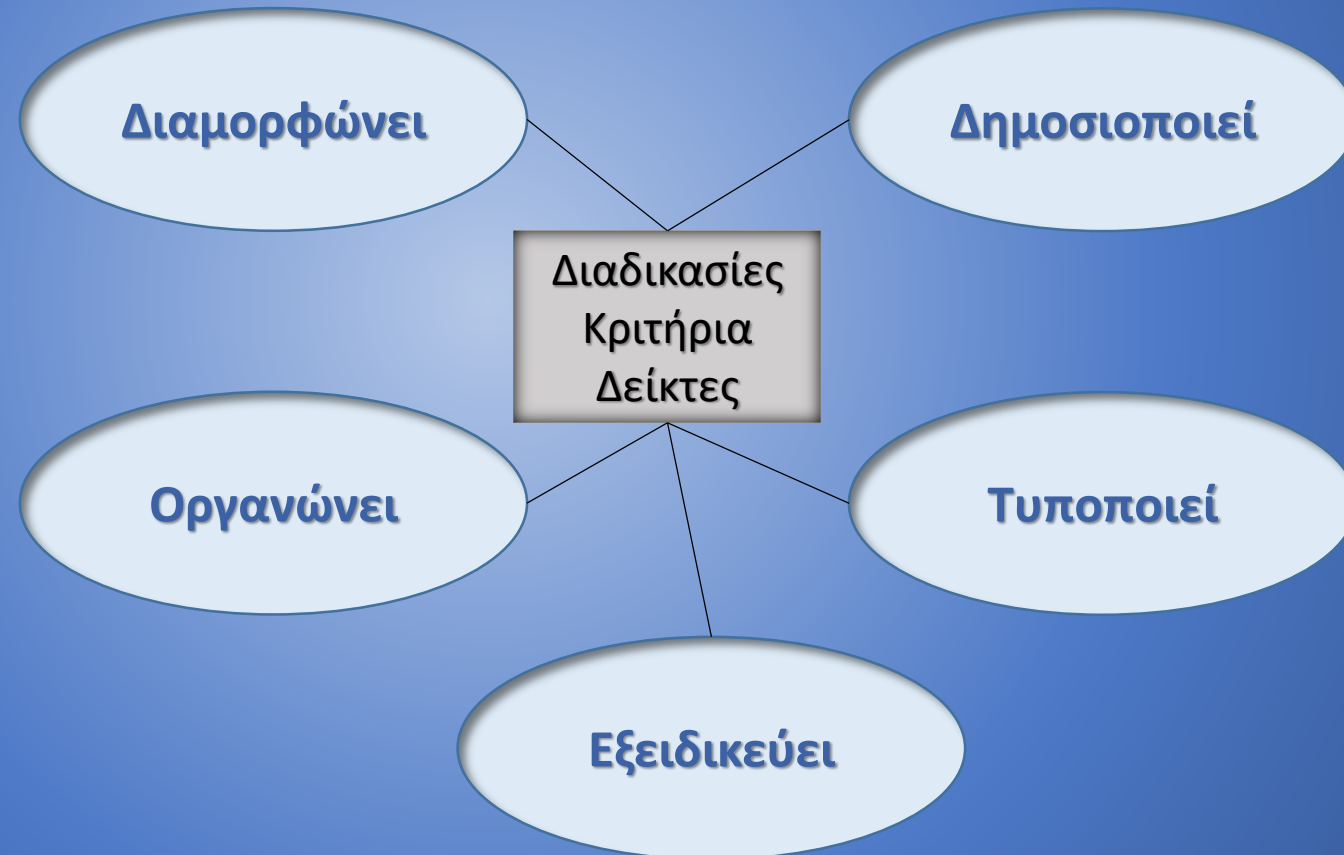 Διαμορφώνει
Δημοσιοποιεί
Διαδικασίες
Κριτήρια
Δείκτες
Οργανώνει
Τυποποιεί
Εξειδικεύει